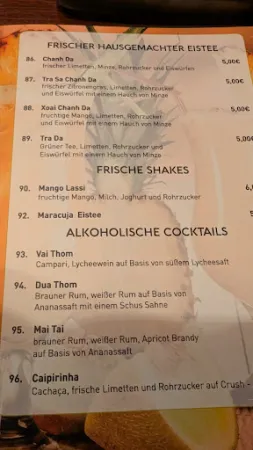 FRISCHER HAUSGEMACHTER EISTEE
86. Chanh Da 5,00€
frischer Limetten, Minze, Rohrzucker und Eiswürfen
87. Tra Sa Chanh Da 5,00€
frischer Zitronengras, Limetten, Rohrzucker
und Eiswürfel mit einem Hauch von Minze
88. Xoai Chanh Da 5,00
fruchtige Mango, Limetten, Rohrzucker
und Eiswürfel mit einem Hauch von Minze
89. Tra Da 5,0
Grüner Tee, Limetten, Rohrzucker und
Eiswürfel mit einem Hauch von Minze
FRISCHE SHAKES
90. Mango Lassi 6,
fruchtige Mango, Milch, Joghurt und Rohrzucker
92. Maracuja Eistee 5
ALKOHOLISCHE COCKTAILS
93. Vai Thom
Campari, Lycheewein auf Basis von süßem Lycheesaft
94. Dua Thom
Brauner Rum, weißer Rum auf Basis von
Ananassaft mit einem Schus Sahne
95. Mai Tai
brauner Rum, weißer Rum, Apricot Brandy
auf Basis von Ananassaft
96. Caipirinha
Cachaça, frische Limetten und Rohrzucker auf Crush -